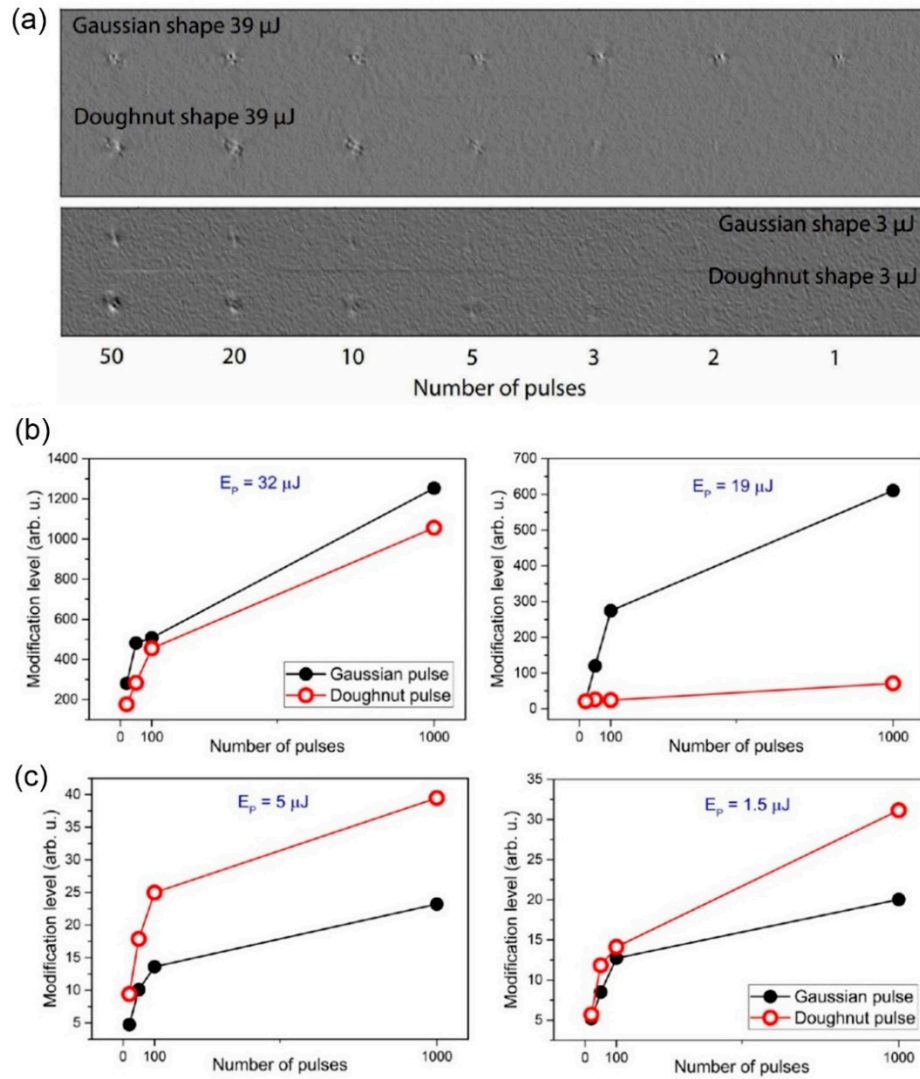 (a)
Gaussian shape 39 μJ
Doughnut shape 39 μJ
Gaussian shape 3 μJ
Doughnut shape 3 μJ
50 20 10 5 3 2 1
Number of pulses
(b)
1400
1200
1000
800
600
400
200
Modification level (arb. u.)
E_P = 32 μJ
Gaussian pulse
Doughnut pulse
0 100 1000
Number of pulses
700
600
500
400
300
200
100
0
Modification level (arb. u.)
E_P = 19 μJ
0 100 1000
Number of pulses
(c)
40
35
30
25
20
15
10
5
Modification level (arb. u.)
E_P = 5 μJ
0 100 1000
Number of pulses
35
30
25
20
15
10
5
Modification level (arb. u.)
E_P = 1.5 μJ
Gaussian pulse
Doughnut pulse
0 100 1000
Number of pulses